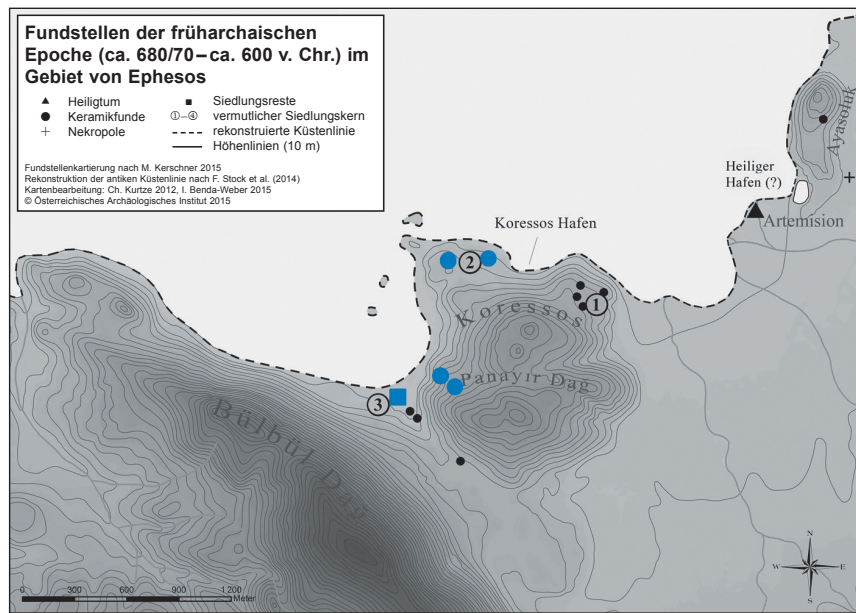 Fundstellen der früharchaischen
Epoche (ca. 680/70 – ca. 600 v. Chr.) im
Gebiet von Ephesos
▲ Heiligtum
● Keramikfunde
+ Nekropole
■ Siedlungsreste
①–④ vermutlicher Siedlungskern
rekonstruierte Küstenlinie
Höhenlinien (10 m)
Fundstellenkartierung nach M. Kerschner 2015
Rekonstruktion der antiken Küstenlinie nach F. Stock et al. (2014)
Kartenbearbeitung: Ch. Kurtze 2012, I. Benda-Weber 2015
© Österreichisches Archäologisches Institut 2015
Ayasoluk
Heiliger
Hafen (?)
Artemision
Koressos Hafen
②
①
Koressos
Panayır Dağ
③
Bülbül Dağ
N
W E
S
0 300 600 900 1 200
Meter